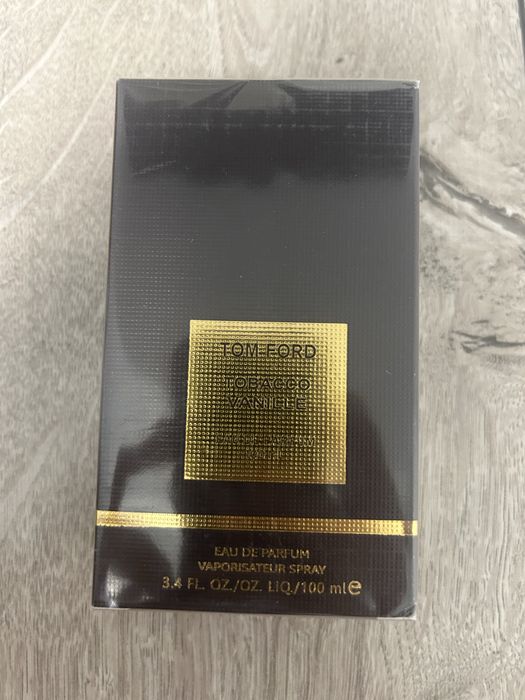 TOM FORD
TOBACCO
VANILLE
EAU DE PARFUM
VAPORISATEUR SPRAY
3.4 FL. OZ./OZ. LIQ./100 ml e